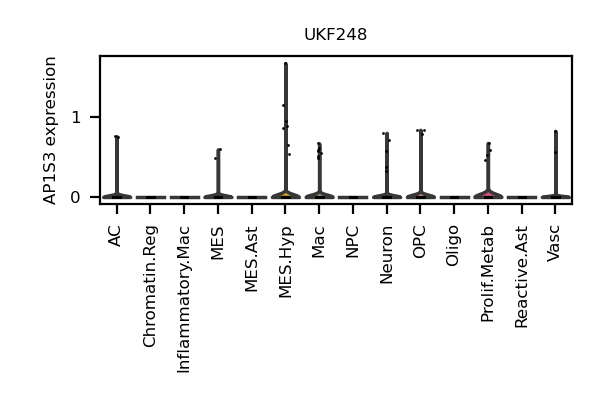 UKF248
AP1S3 expression
1
0
AC
Chromatin.Reg
Inflammatory.Mac
MES
MES.Ast
MES.Hyp
Mac
NPC
Neuron
OPC
Oligo
Prolif.Metab
Reactive.Ast
Vasc